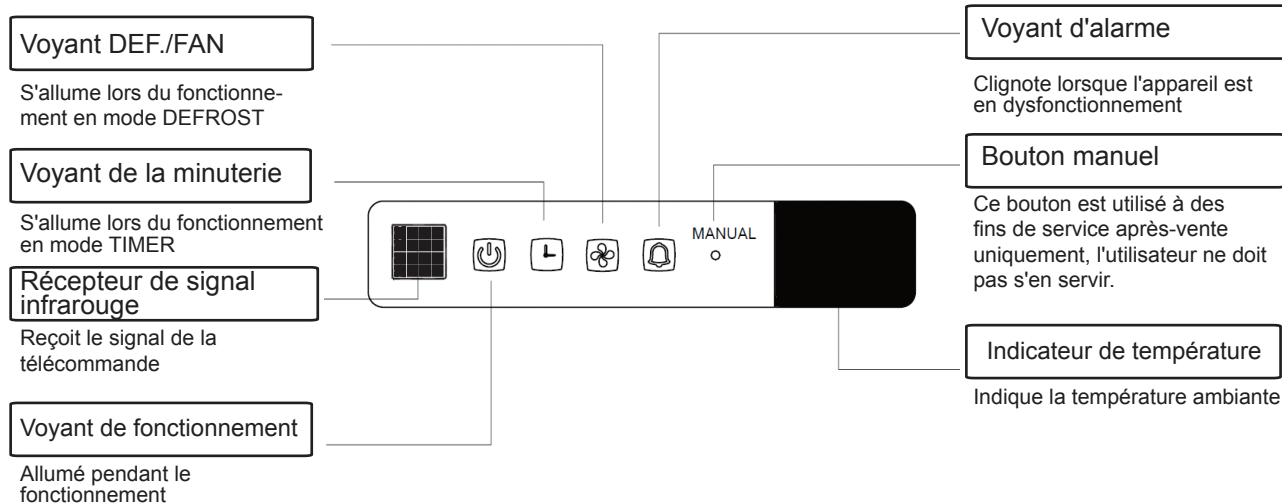 Voyant DEF./FAN
S'allume lors du fonctionne-
ment en mode DEFROST
Voyant de la minuterie
S'allume lors du fonctionnement
en mode TIMER
Récepteur de signal
infrarouge
Reçoit le signal de la
télécommande
Voyant de fonctionnement
Allumé pendant le
fonctionnement
MANUAL
Voyant d'alarme
Clignote lorsque l'appareil est
en dysfonctionnement
Bouton manuel
Ce bouton est utilisé à des
fins de service après-vente
uniquement, l'utilisateur ne doit
pas s'en servir.
Indicateur de température
Indique la température ambiante